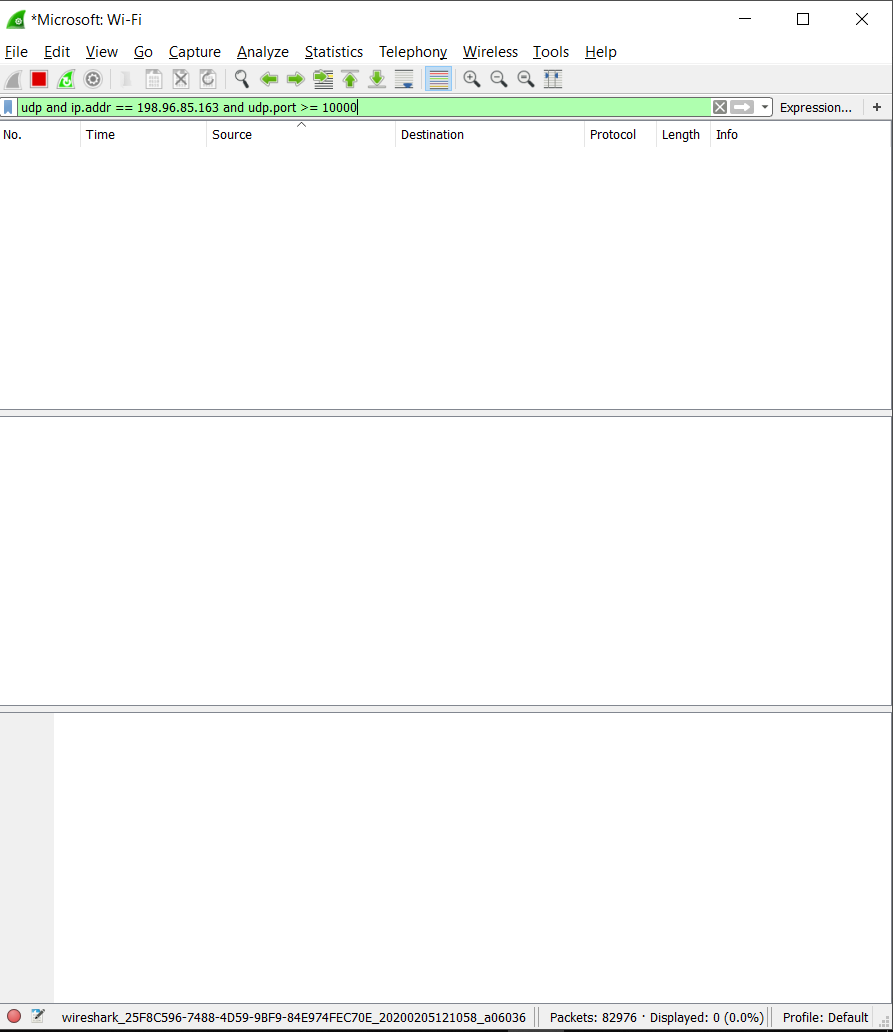 *Microsoft: Wi-Fi
File Edit View Go Capture Analyze Statistics Telephony Wireless Tools Help
udp and ip.addr == 198.96.85.163 and udp.port >= 10000 Expression... +
No. Time Source Destination Protocol Length Info
wireshark_25F8C596-7488-4D59-9BF9-84E974FEC70E_20200205121058_a06036 Packets: 82976 · Displayed: 0 (0.0%) Profile: Default